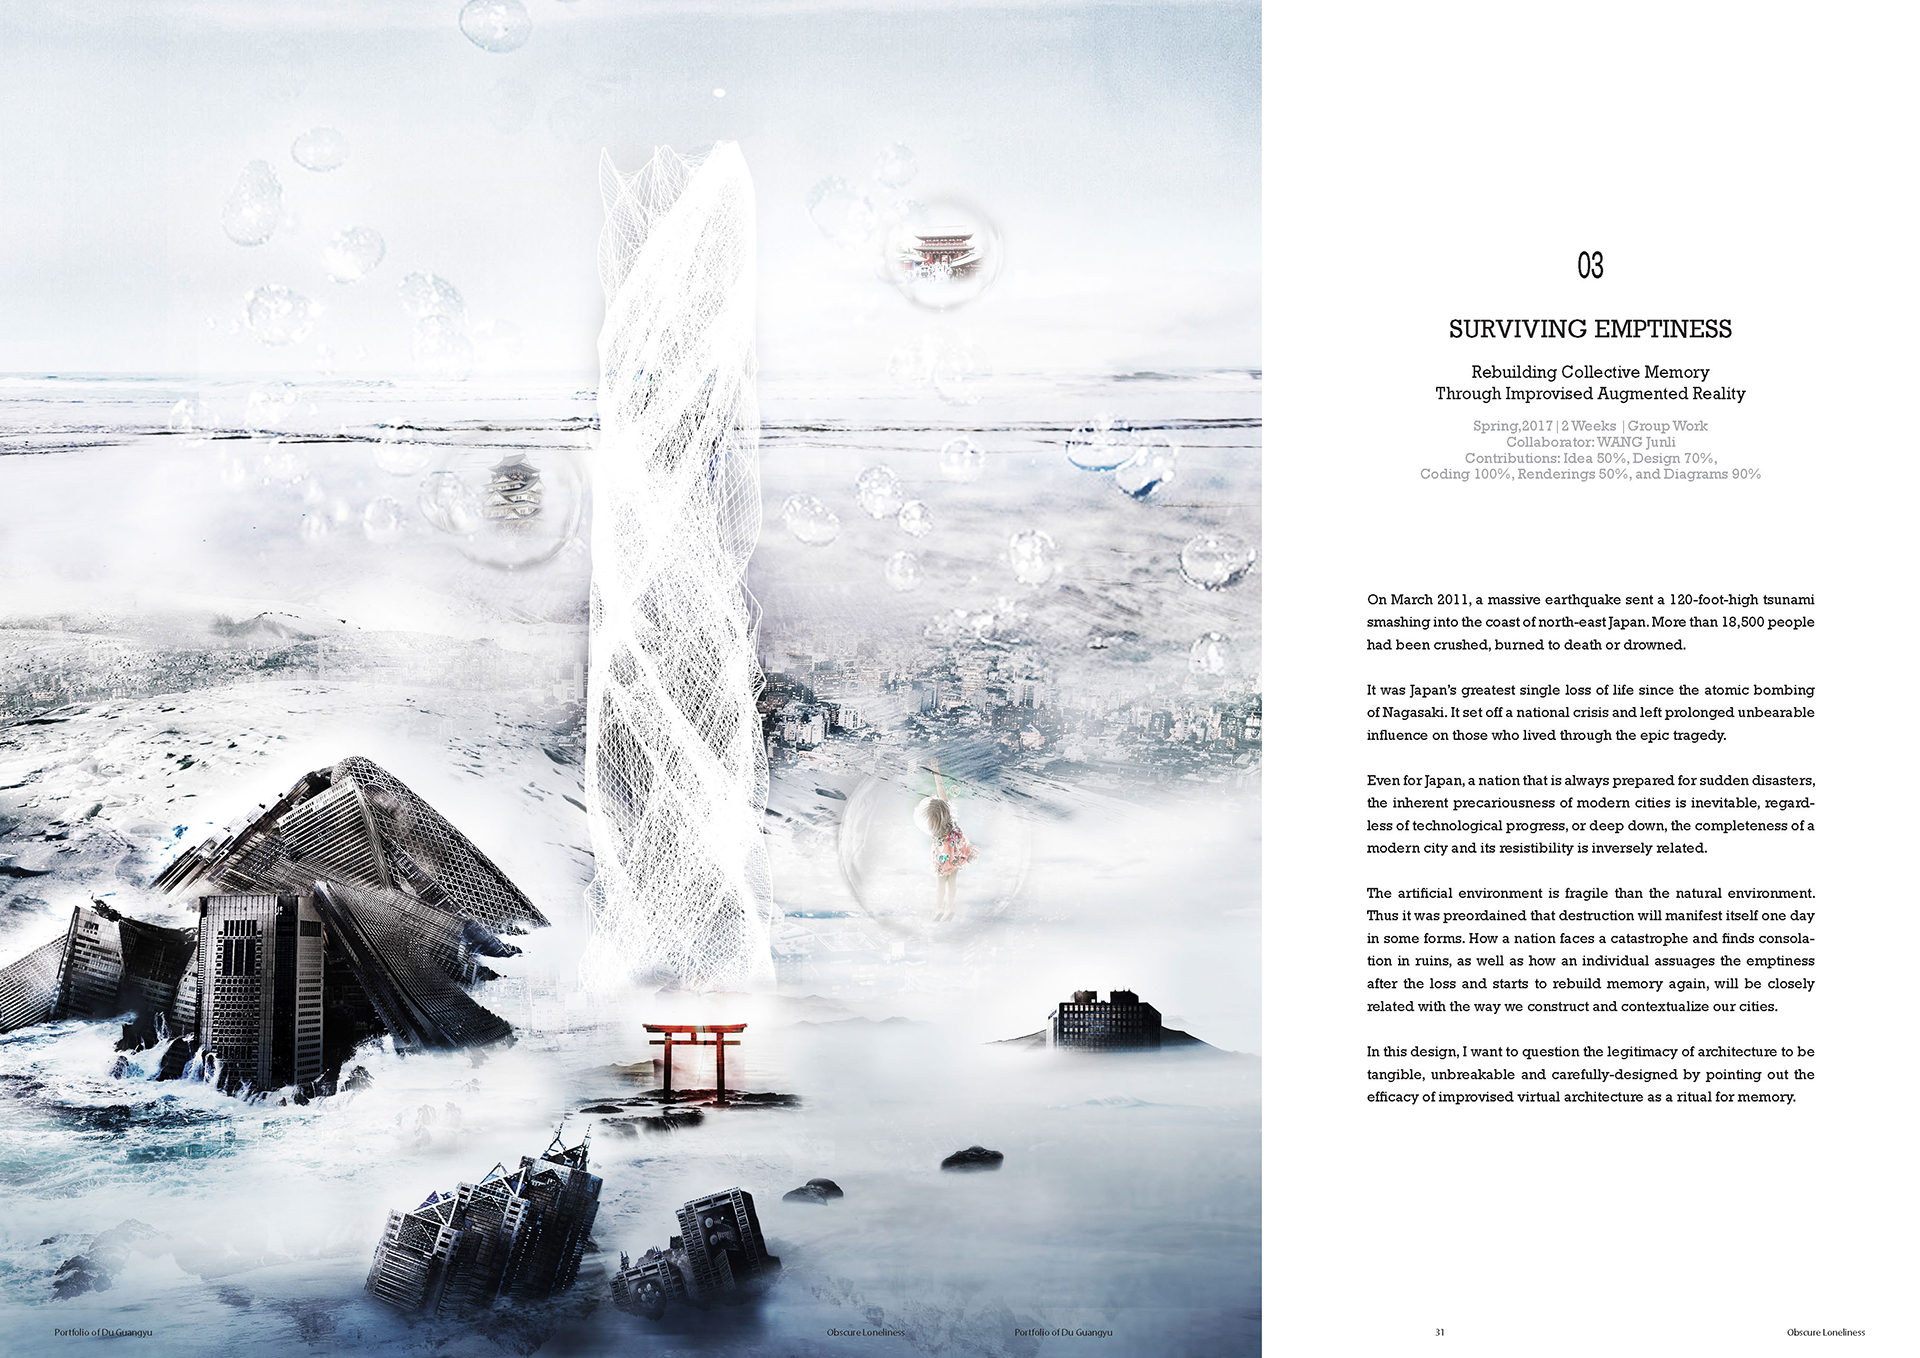 03
SURVIVING EMPTINESS
Rebuilding Collective Memory
Through Improvised Augmented Reality
Spring,2017 | 2 Weeks | Group Work
Collaborator: WANG Junli
Contributions: Idea 50%, Design 70%,
Coding 100%, Renderings 50%, and Diagrams 90%
On March 2011, a massive earthquake sent a 120-foot-high tsunami
smashing into the coast of north-east Japan. More than 18,500 people
had been crushed, burned to death or drowned.
It was Japan's greatest single loss of life since the atomic bombing
of Nagasaki. It set off a national crisis and left prolonged unbearable
influence on those who lived through the epic tragedy.
Even for Japan, a nation that is always prepared for sudden disasters,
the inherent precariousness of modern cities is inevitable, regard-
less of technological progress, or deep down, the completeness of a
modern city and its resistibility is inversely related.
The artificial environment is fragile than the natural environment.
Thus it was preordained that destruction will manifest itself one day
in some forms. How a nation faces a catastrophe and finds consola-
tion in ruins, as well as how an individual assuages the emptiness
after the loss and starts to rebuild memory again, will be closely
related with the way we construct and contextualize our cities.
In this design, I want to question the legitimacy of architecture to be
tangible, unbreakable and carefully-designed by pointing out the
efficacy of improvised virtual architecture as a ritual for memory.
Portfolio of Du Guangyu
Obscure Loneliness
Portfolio of Du Guangyu
31
Obscure Loneliness